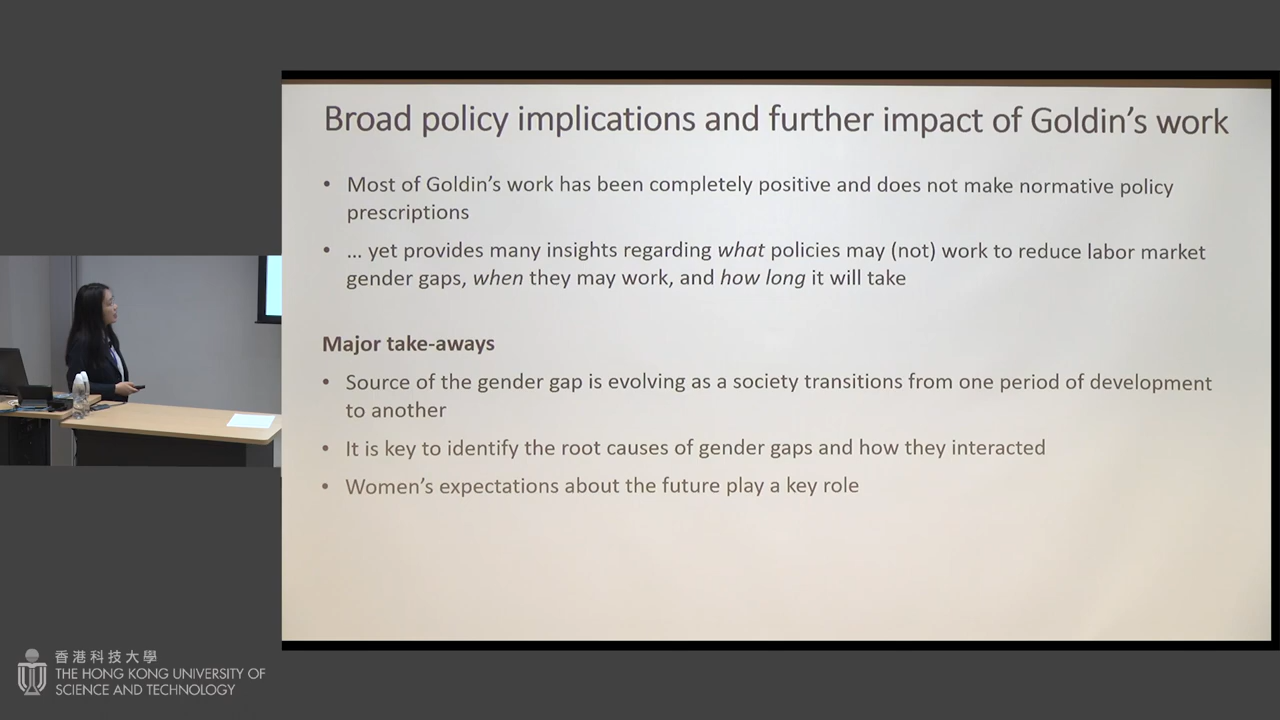 Broad policy implications and further impact of Goldin's work
• Most of Goldin's work has been completely positive and does not make normative policy
prescriptions
• ... yet provides many insights regarding what policies may (not) work to reduce labor market
gender gaps, when they may work, and how long it will take
Major take-aways
• Source of the gender gap is evolving as a society transitions from one period of development
to another
• It is key to identify the root causes of gender gaps and how they interacted
• Women's expectations about the future play a key role
香港科技大學
THE HONG KONG UNIVERSITY OF
SCIENCE AND TECHNOLOGY